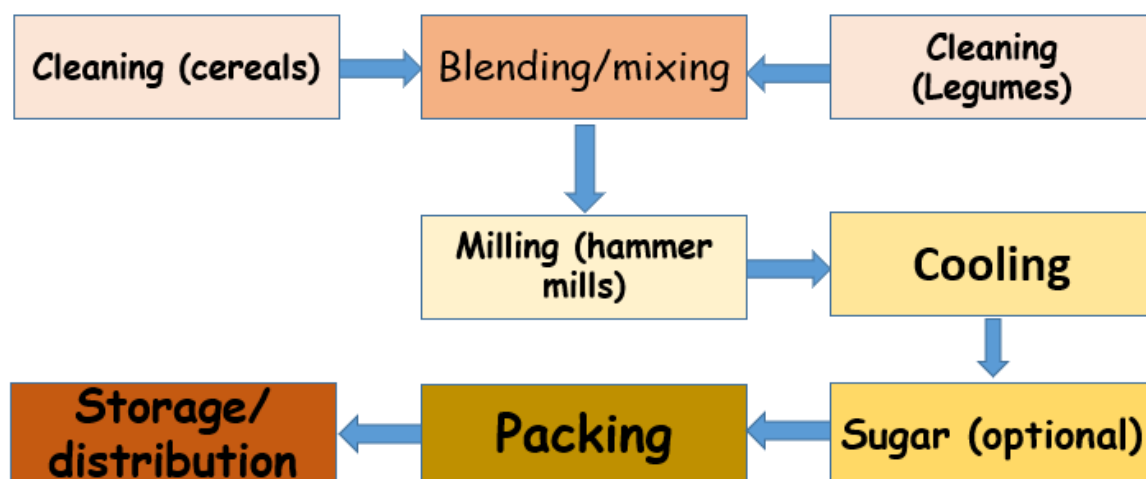 Cleaning (cereals)
Blending/mixing
Cleaning
(Legumes)
Milling (hammer
mills)
Cooling
Storage/
distribution
Packing
Sugar (optional)